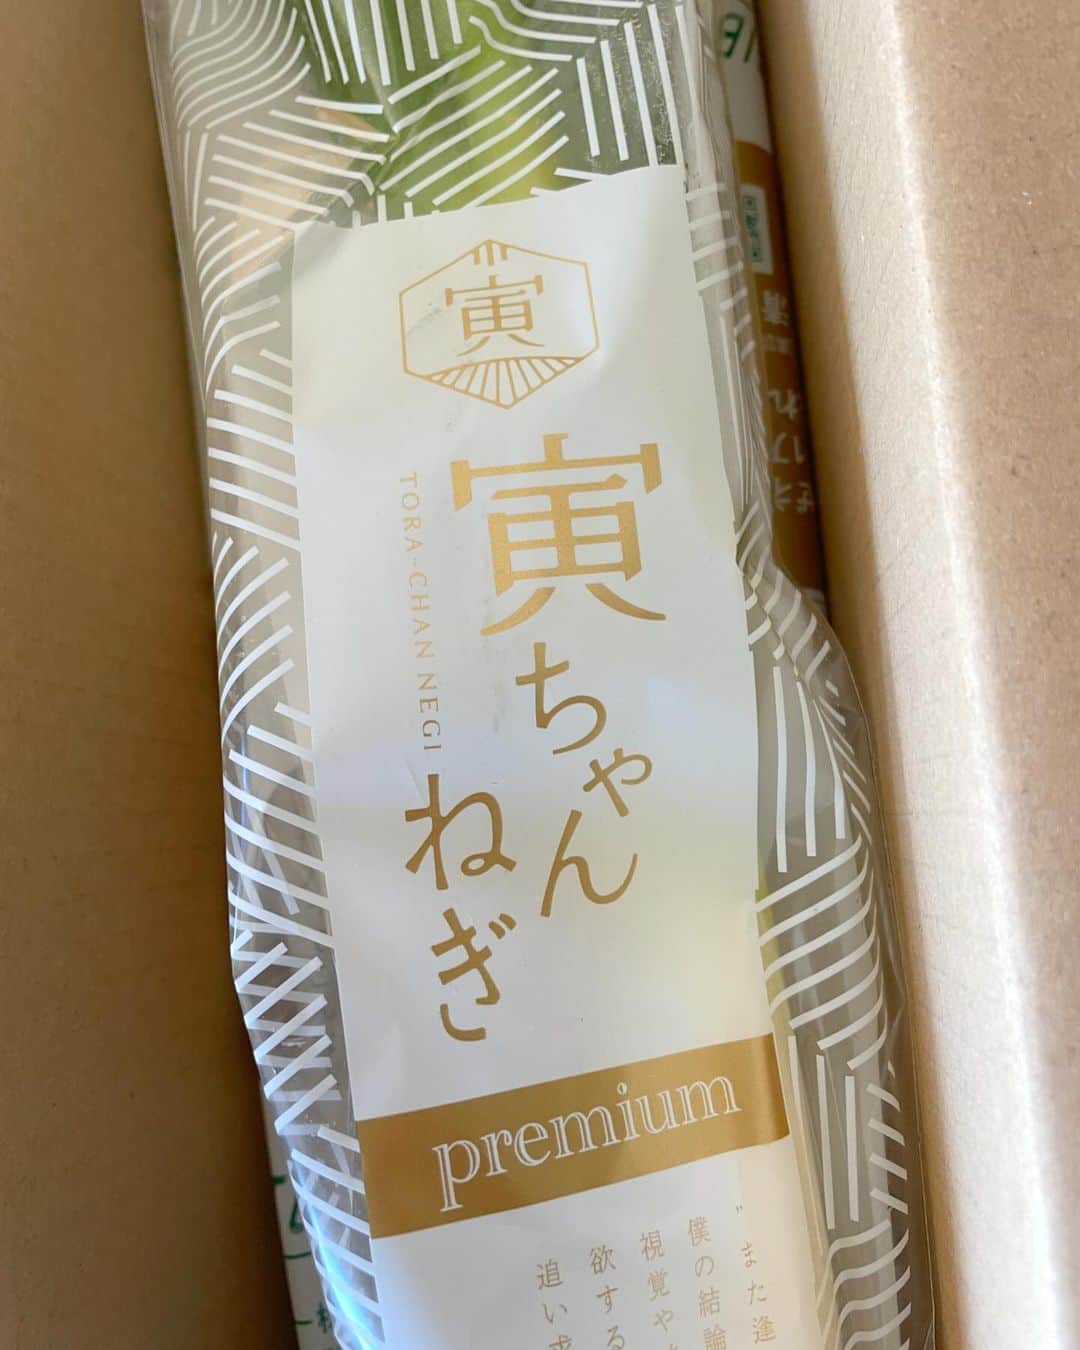 寅
寅ちゃん
ねぎ
TORA-CHAN NEGI
premium
"また逢
僕の結論
視覚や
欲する
追い求